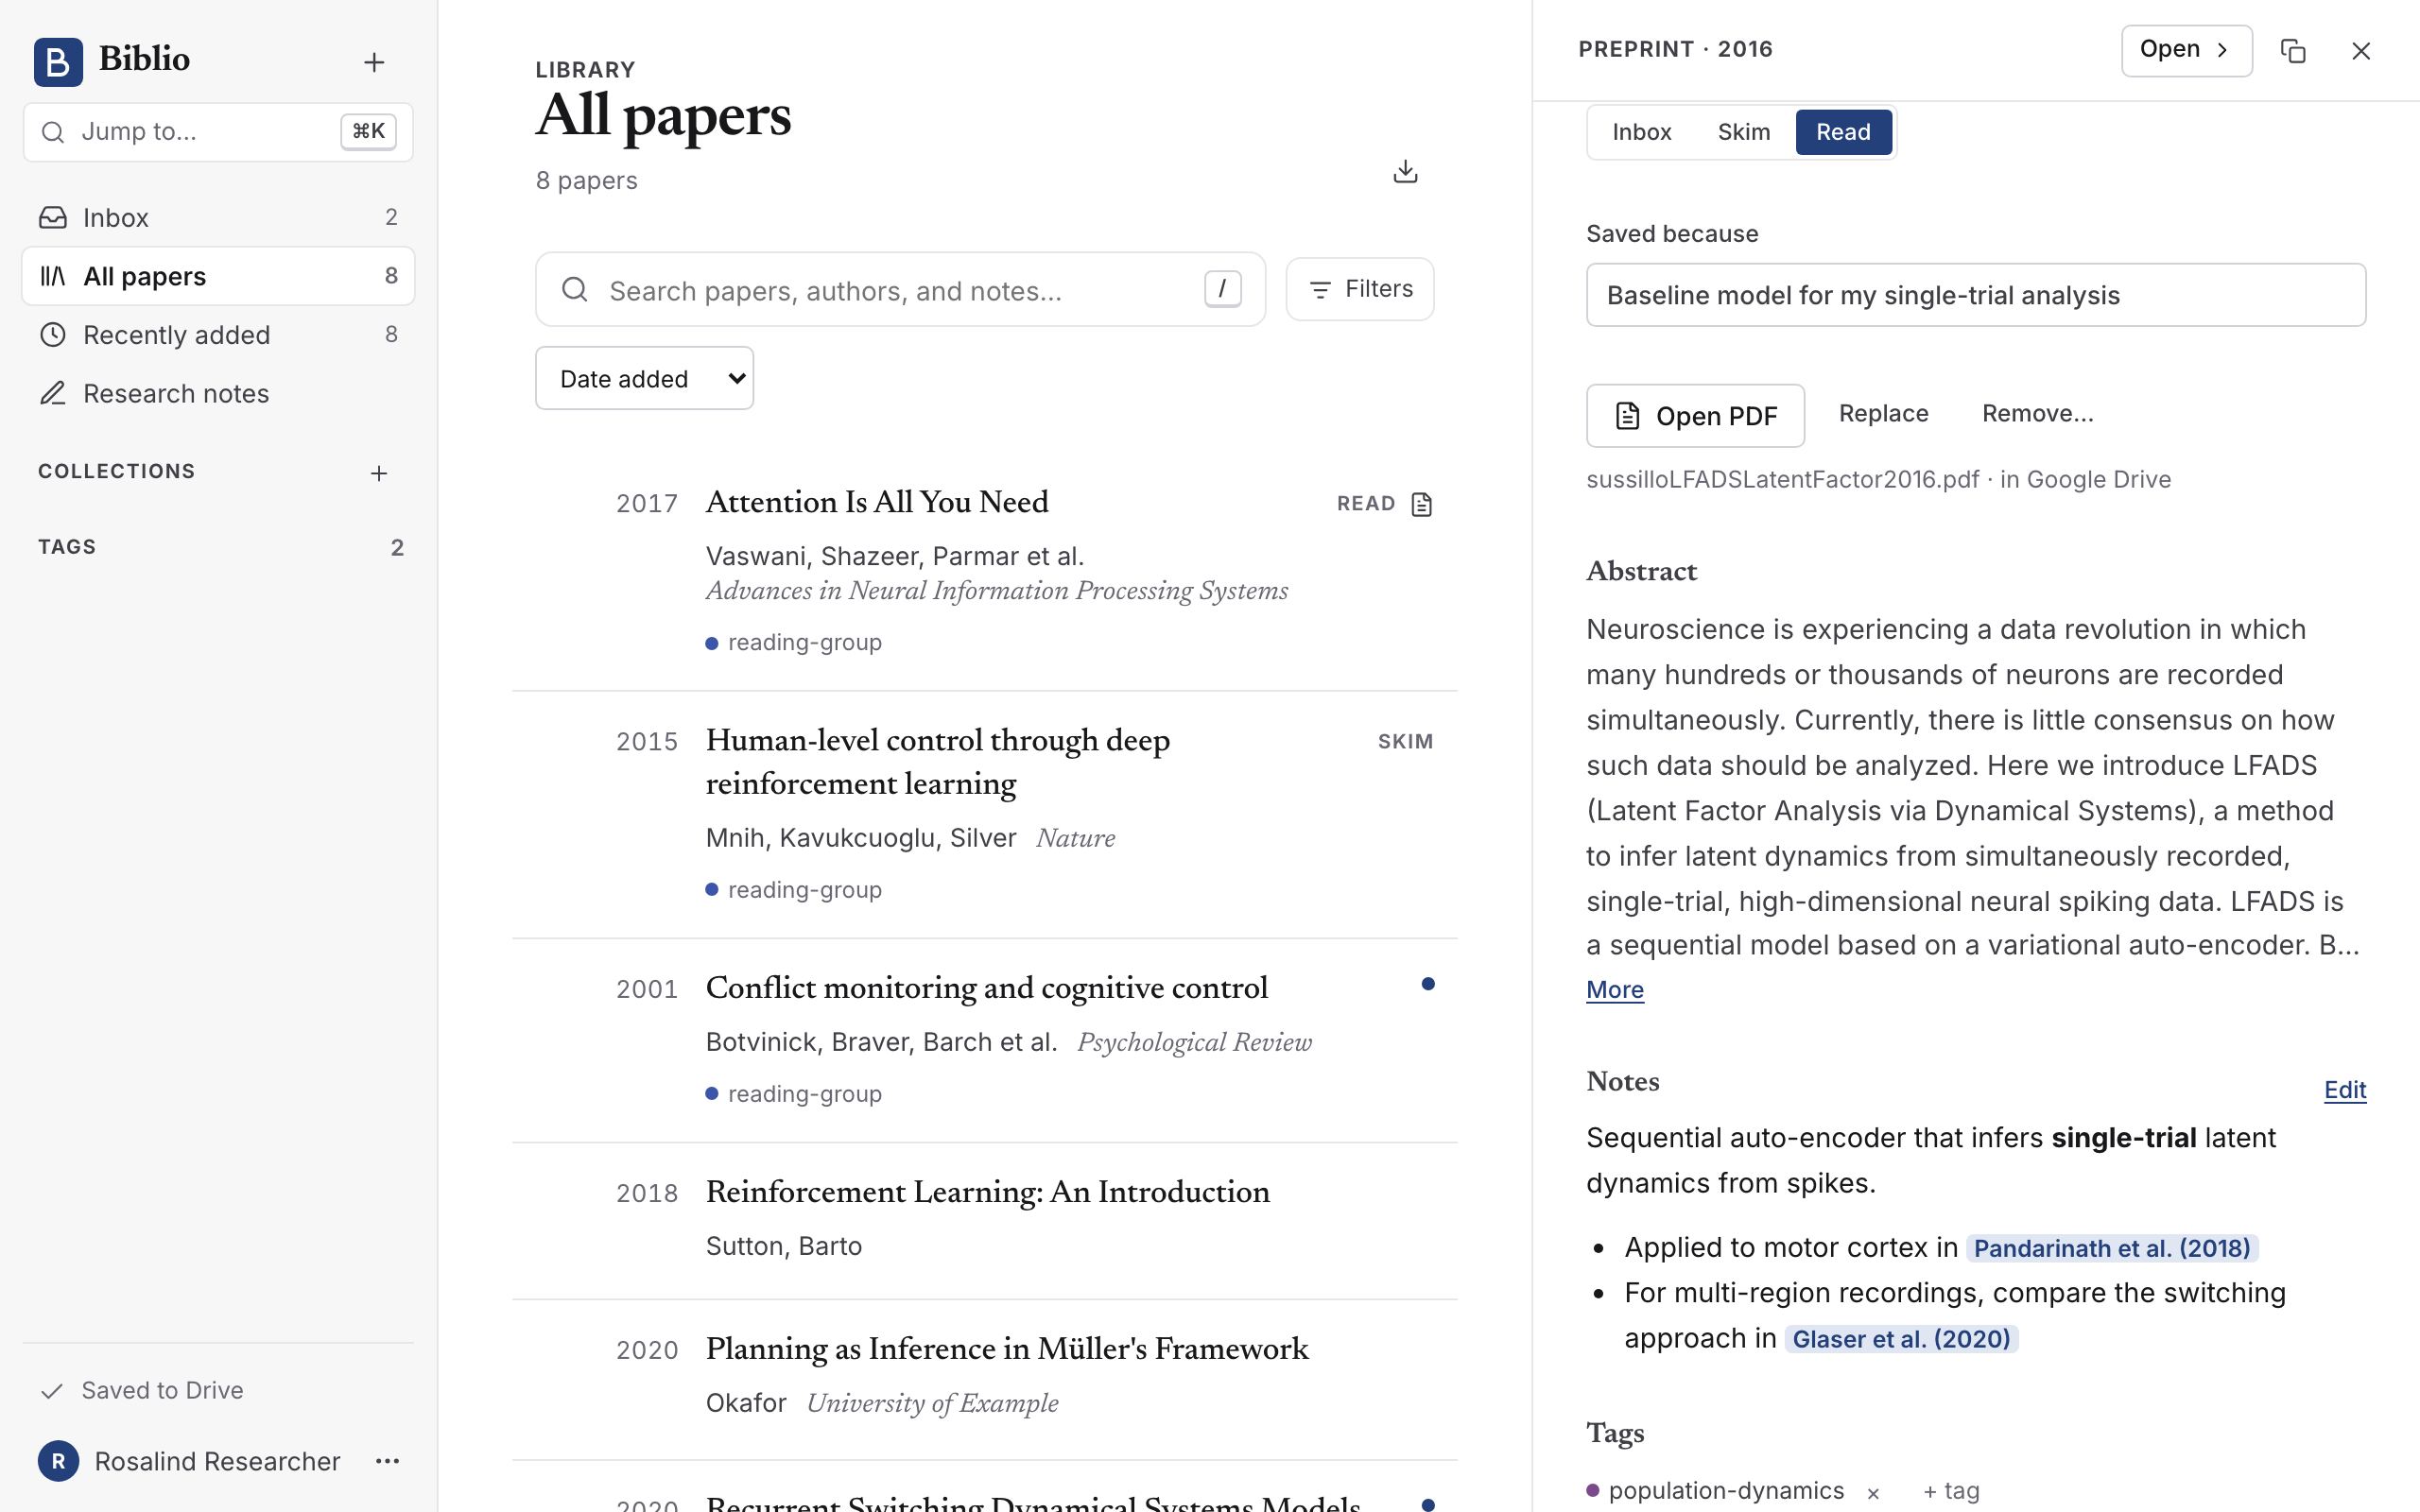 B Biblio
Jump to... ⌘K
Inbox 2
All papers 8
Recently added 8
Research notes
COLLECTIONS
TAGS 2
Saved to Drive
R Rosalind Researcher
LIBRARY
All papers
8 papers
Search papers, authors, and notes... /
Filters
Date added
2017 Attention Is All You Need READ
Vaswani, Shazeer, Parmar et al.
Advances in Neural Information Processing Systems
reading-group
2015 Human-level control through deep SKIM
reinforcement learning
Mnih, Kavukcuoglu, Silver Nature
reading-group
2001 Conflict monitoring and cognitive control
Botvinick, Braver, Barch et al. Psychological Review
reading-group
2018 Reinforcement Learning: An Introduction
Sutton, Barto
2020 Planning as Inference in Müller's Framework
Okafor University of Example
2020 Recurrent Switching Dynamical Systems Models
PREPRINT · 2016 Open
Inbox Skim Read
Saved because
Baseline model for my single-trial analysis
Open PDF Replace Remove...
sussilloLFADSLatentFactor2016.pdf · in Google Drive
Abstract
Neuroscience is experiencing a data revolution in which
many hundreds or thousands of neurons are recorded
simultaneously. Currently, there is little consensus on how
such data should be analyzed. Here we introduce LFADS
(Latent Factor Analysis via Dynamical Systems), a method
to infer latent dynamics from simultaneously recorded,
single-trial, high-dimensional neural spiking data. LFADS is
a sequential model based on a variational auto-encoder. B...
More
Notes Edit
Sequential auto-encoder that infers single-trial latent
dynamics from spikes.
• Applied to motor cortex in Pandarinath et al. (2018)
• For multi-region recordings, compare the switching
approach in Glaser et al. (2020)
Tags
population-dynamics × + tag